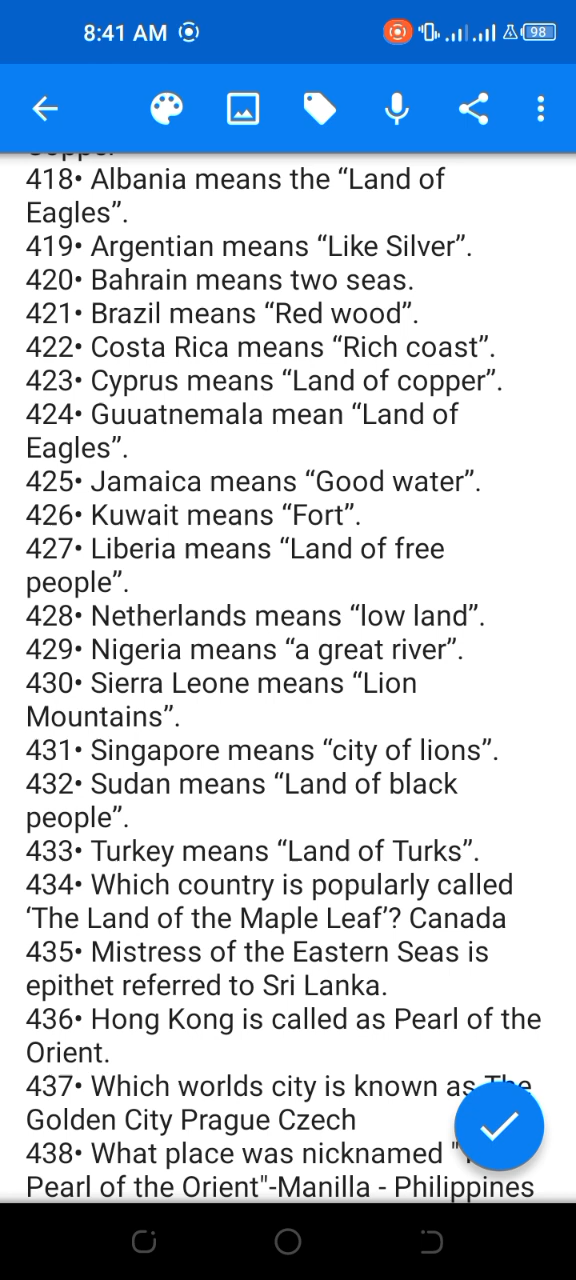 8:41 AM
98
418• Albania means the “Land of
Eagles”.
419• Argentian means “Like Silver”.
420• Bahrain means two seas.
421• Brazil means “Red wood”.
422• Costa Rica means “Rich coast”.
423• Cyprus means “Land of copper”.
424• Guuatnemala mean “Land of
Eagles”.
425• Jamaica means “Good water”.
426• Kuwait means “Fort”.
427• Liberia means “Land of free
people”.
428• Netherlands means “low land”.
429• Nigeria means “a great river”.
430• Sierra Leone means “Lion
Mountains”.
431• Singapore means “city of lions”.
432• Sudan means “Land of black
people”.
433• Turkey means “Land of Turks”.
434• Which country is popularly called
‘The Land of the Maple Leaf’? Canada
435• Mistress of the Eastern Seas is
epithet referred to Sri Lanka.
436• Hong Kong is called as Pearl of the
Orient.
437• Which worlds city is known as The
Golden City Prague Czech
438• What place was nicknamed "
Pearl of the Orient"-Manilla - Philippines